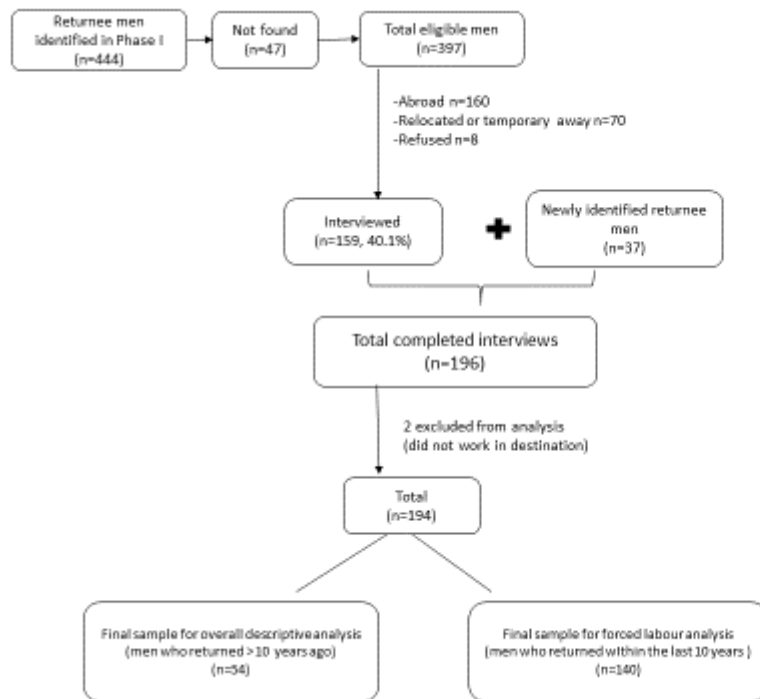 Returnee men
identified in Phase I
(n=444)
Not found
(n=47)
Total eligible men
(n=397)
-Abroad n=160
-Relocated or temporary away n=70
-Refused n=8
Interviewed
(n=159, 40.1%)
Newly identified returnee
men
(n=37)
Total completed interviews
(n=196)
2 excluded from analysis
(did not work in destination)
Total
(n=194)
Final sample for overall descriptive analysis
(men who returned >10 years ago)
(n=54)
Final sample for forced labour analysis
(men who returned within the last 10 years )
(n=140)